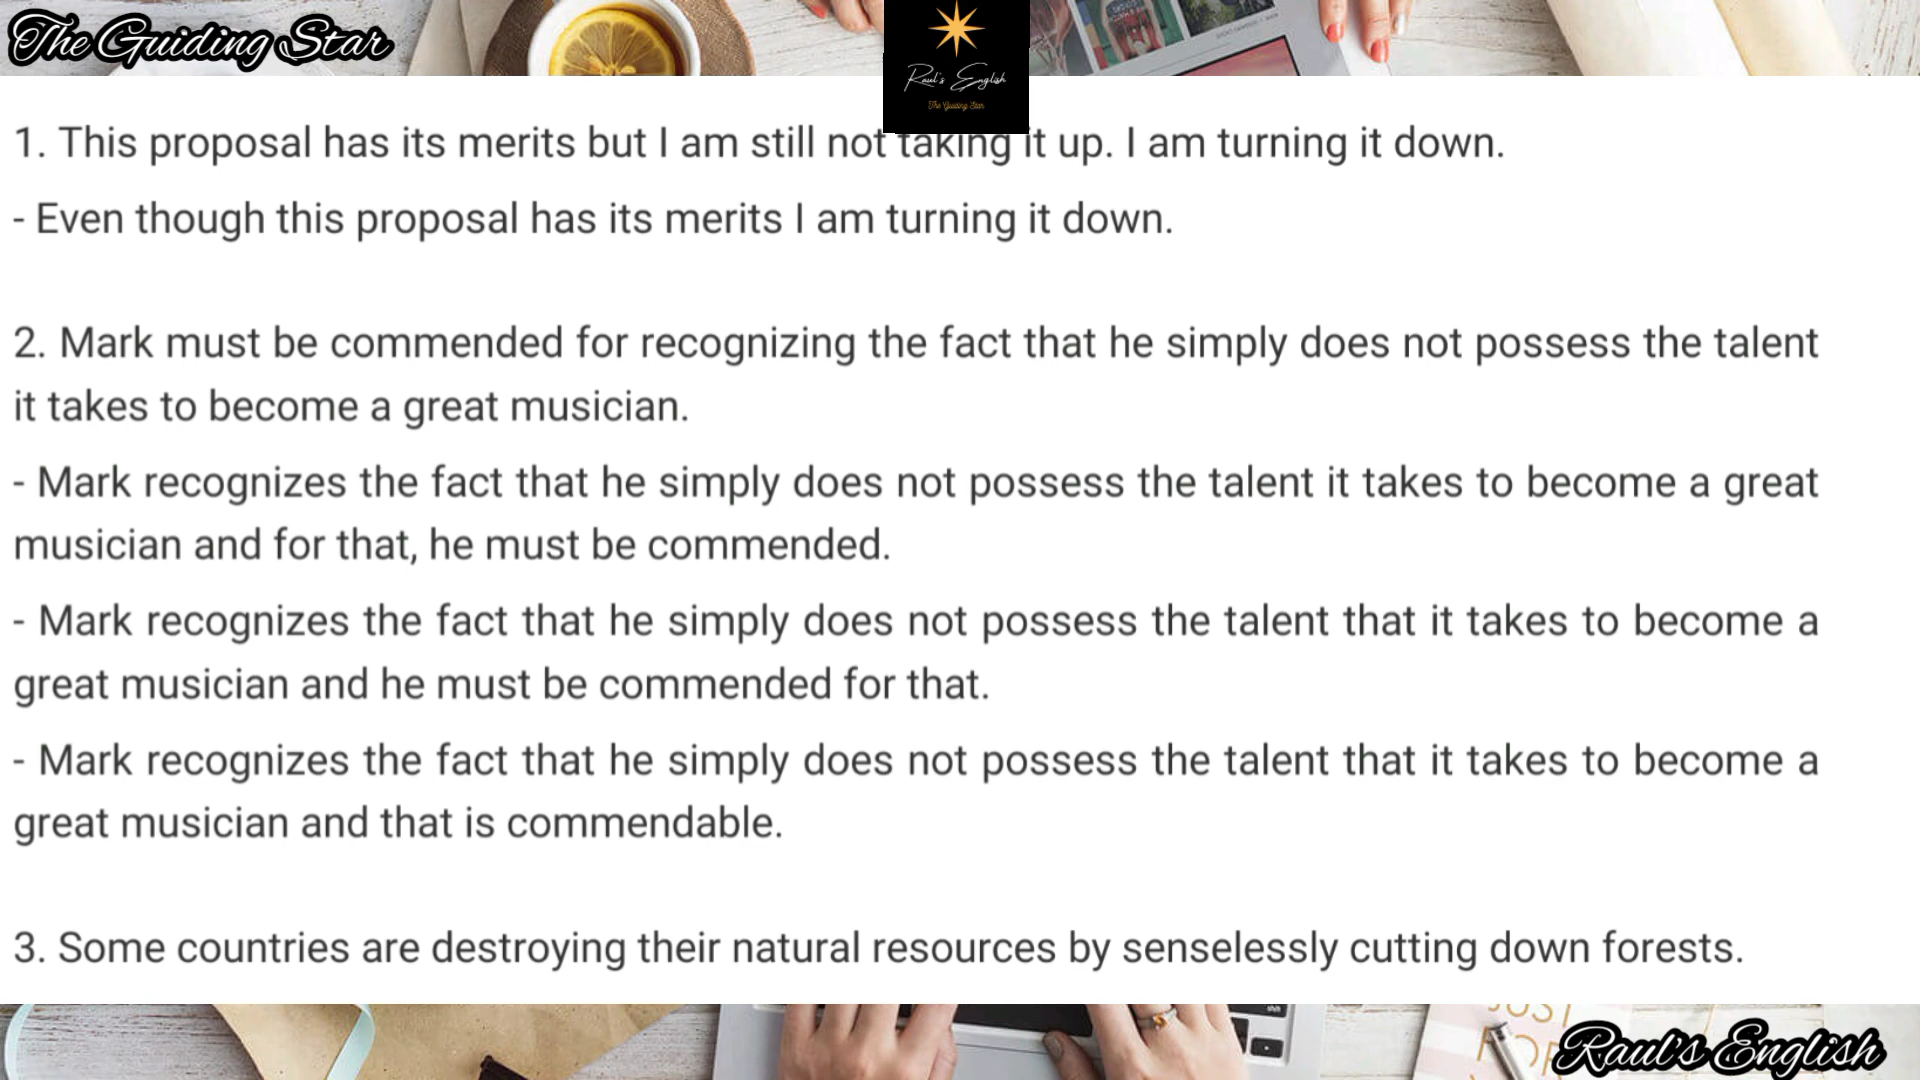 The Guiding Star
Raul's English
The Guiding Star
1. This proposal has its merits but I am still not taking it up. I am turning it down.
- Even though this proposal has its merits I am turning it down.
2. Mark must be commended for recognizing the fact that he simply does not possess the talent
it takes to become a great musician.
- Mark recognizes the fact that he simply does not possess the talent it takes to become a great
musician and for that, he must be commended.
- Mark recognizes the fact that he simply does not possess the talent that it takes to become a
great musician and he must be commended for that.
- Mark recognizes the fact that he simply does not possess the talent that it takes to become a
great musician and that is commendable.
3. Some countries are destroying their natural resources by senselessly cutting down forests.
shift
JUST
FOR
Raul's English